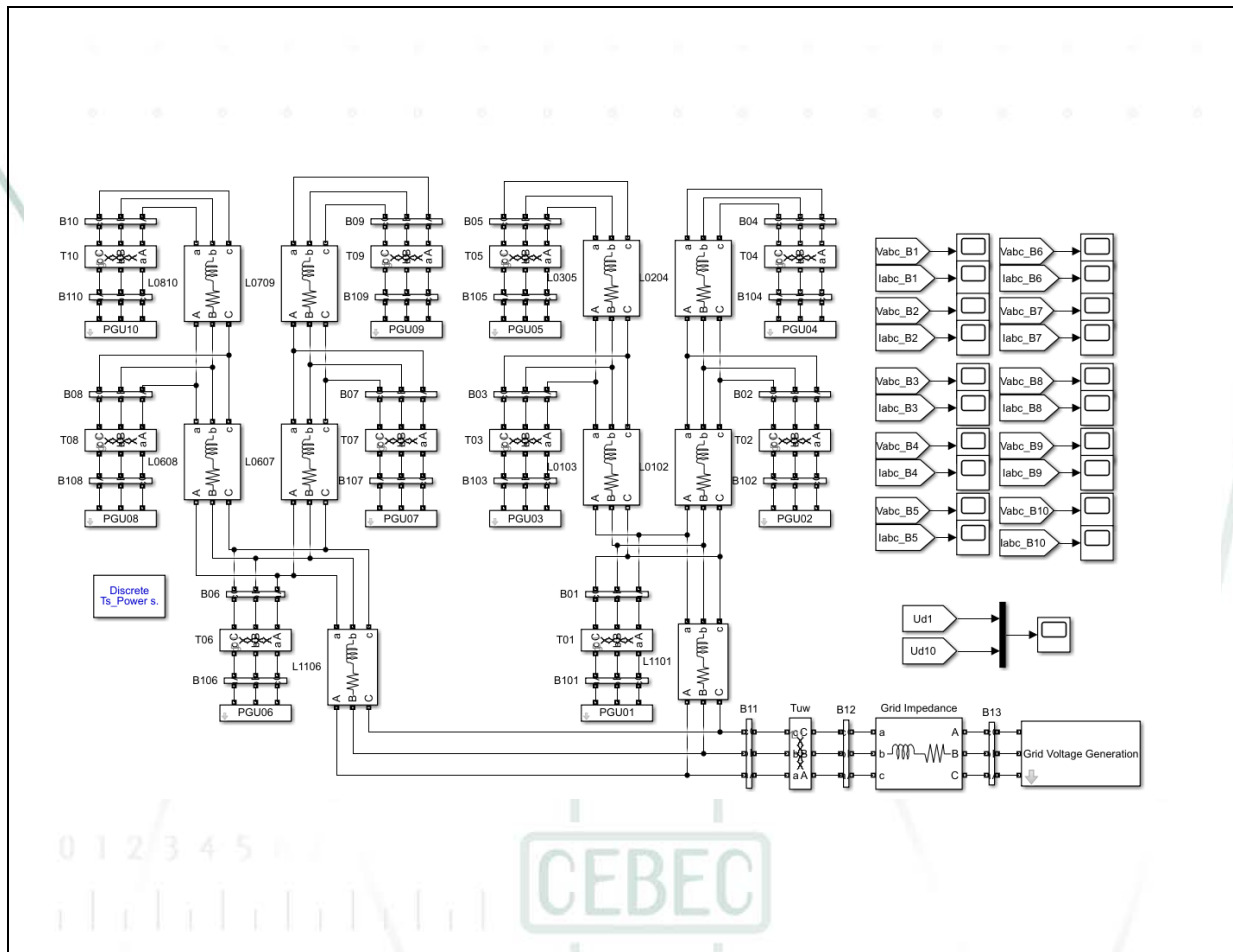 B10
B09
B05
B04
a b c
a b c
a b c
a b c
T10
T09
T05
T04
L0810
L0709
L0305
L0204
B110
B109
B105
B104
A B C
A B C
A B C
A B C
PGU10
PGU09
PGU05
PGU04
B08
B07
B03
B02
a b c
a b c
a b c
a b c
T08
T07
T03
T02
L0608
L0607
L0103
L0102
B108
B107
B103
B102
A B C
A B C
A B C
A B C
PGU08
PGU07
PGU03
PGU02
Vabc_B1
Vabc_B6
Iabc_B1
Iabc_B6
Vabc_B2
Vabc_B7
Iabc_B2
Iabc_B7
Vabc_B3
Vabc_B8
Iabc_B3
Iabc_B8
Vabc_B4
Vabc_B9
Iabc_B4
Iabc_B9
Vabc_B5
Vabc_B10
Iabc_B5
Iabc_B10
Discrete
Ts_Power s.
B06
B01
a b c
a b c
T06
T01
L1106
L1101
B106
B101
A B C
A B C
PGU06
PGU01
Ud1
Ud10
B11
Tuw
B12
Grid Impedance
B13
c C
b B
a A
a A
b B
c C
Grid Voltage Generation
0 1 2 3 4 5
CEBEC